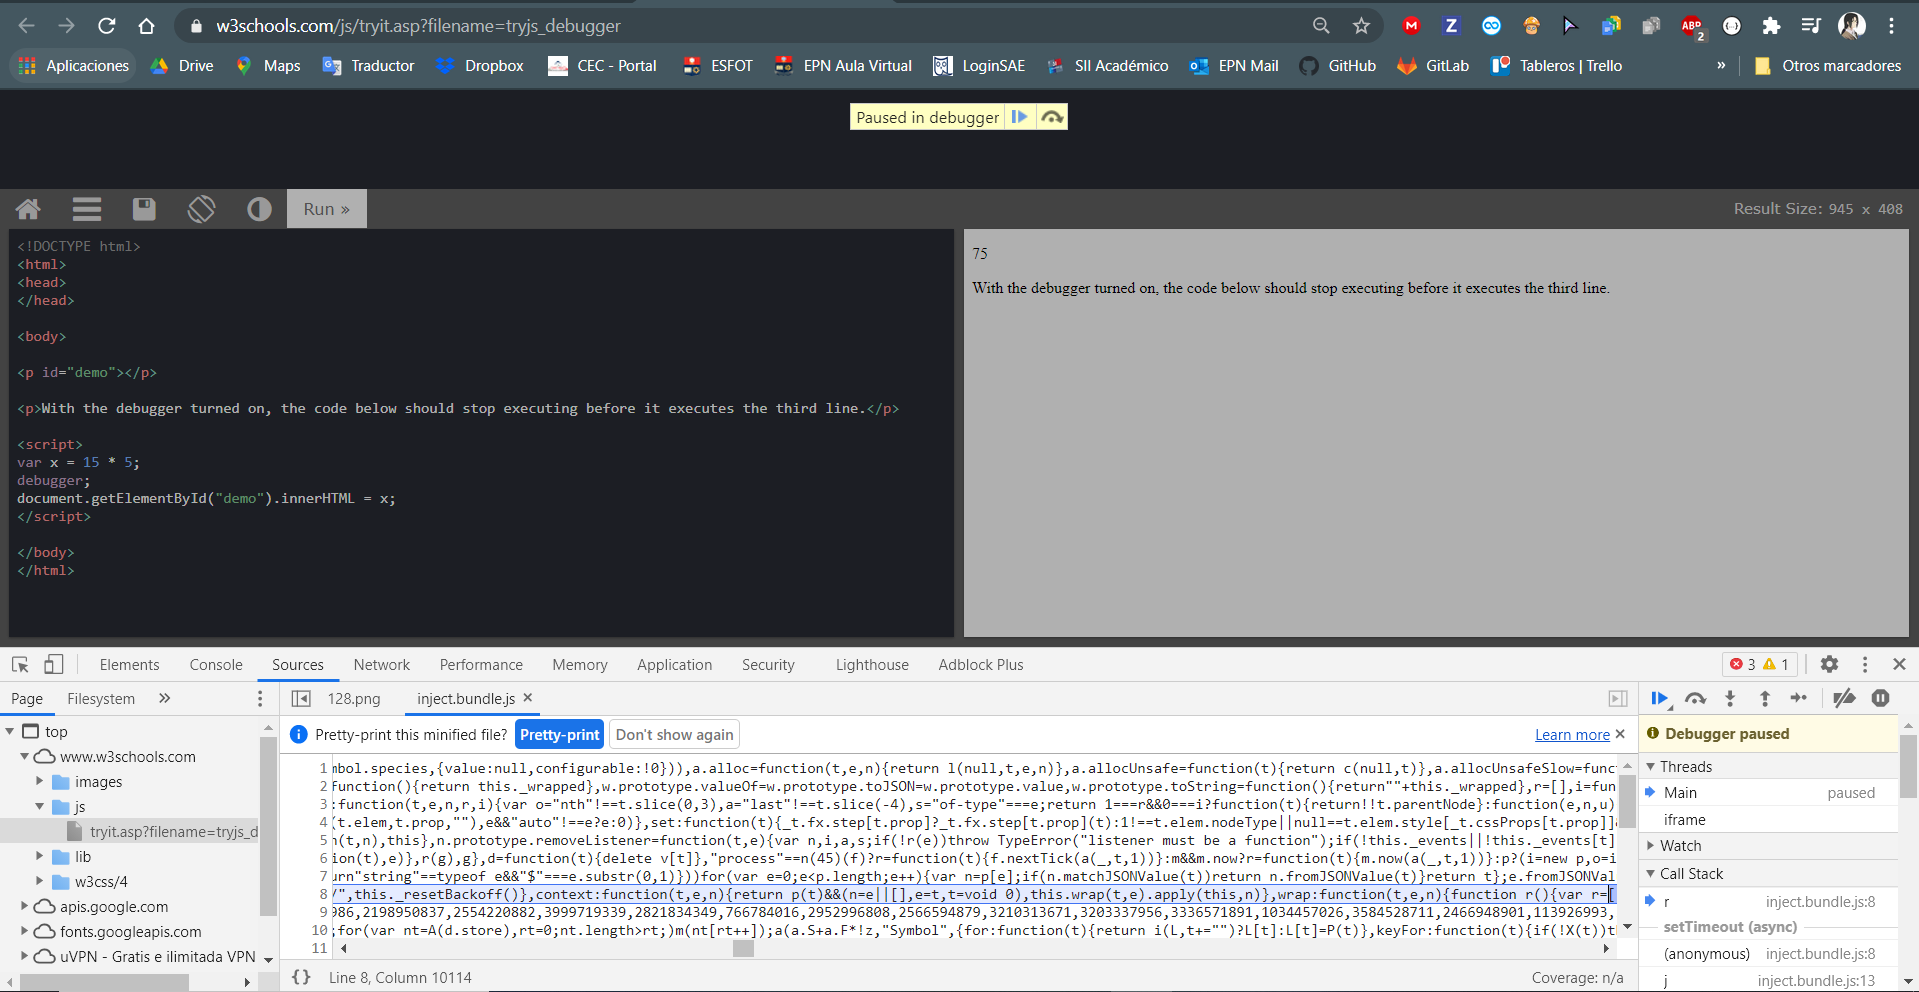 w3schools.com/js/tryit.asp?filename=tryjs_debugger
ABP
2
Aplicaciones
Drive
Maps
Traductor
Dropbox
CEC - Portal
ESFOT
EPN Aula Virtual
LoginSAE
SII Académico
EPN Mail
GitHub
GitLab
Tableros | Trello
»
Otros marcadores
Paused in debugger
Run »
Result Size: 945 x 408
<!DOCTYPE html>
<html>
<head>
</head>
<body>
<p id="demo"></p>
<p>With the debugger turned on, the code below should stop executing before it executes the third line.</p>
<script>
var x = 15 * 5;
debugger;
document.getElementById("demo").innerHTML = x;
</script>
</body>
</html>
75
With the debugger turned on, the code below should stop executing before it executes the third line.
Elements Console Sources Network Performance Memory Application Security Lighthouse Adblock Plus
3 1
Page Filesystem »
128.png inject.bundle.js
top
www.w3schools.com
images
js
tryit.asp?filename=tryjs_d
lib
w3css/4
apis.google.com
fonts.googleapis.com
uVPN - Gratis e ilimitada VPN
Pretty-print this minified file? Pretty-print Don't show again Learn more
1 nbol.species,{value:null,configurable:!0})),a.alloc=function(t,e,n){return l(null,t,e,n)},a.allocUnsafe=function(t){return c(null,t)},a.allocUnsafeSlow=func
2 function(){return this._wrapped},w.prototype.valueOf=w.prototype.toJSON=w.prototype.value,w.prototype.toString=function(){return""+this._wrapped},r=[],i=fun
3 :function(t,e,n,r,i){var o="nth"!==t.slice(0,3),a="last"!==t.slice(-4),s="of-type"===e;return 1===r&&0===i?function(t){return!!t.parentNode}:function(e,n,u)
4 (t.elem,t.prop,""),e&&"auto"!==e?e:0)},set:function(t){_t.fx.step[t.prop]?_t.fx.step[t.prop](t):1!==t.elem.nodeType||null==t.elem.style[_t.cssProps[t.prop]]
5 n(t,n),this},n.prototype.removeListener=function(t,e){var n,i,a,s;if(!r(e))throw TypeError("listener must be a function");if(!this._events||!this._events[t]
6 ion(t),e)},r(g),g},d=function(t){delete v[t]},"process"==n(45)(f)?r=function(t){f.nextTick(a(_,t,1))}:m&&m.now?r=function(t){m.now(a(_,t,1))}:p?(i=new p,o=i
7 urn"string"==typeof e&&"$"===e.substr(0,1)}))for(var e=0;e<p.length;e++){var n=p[e];if(n.matchJSONValue(t))return n.fromJSONValue(t)}return t};e.fromJSONVal
8 /",this._resetBackoff()},context:function(t,e,n){return p(t)&&(n=e||[],e=t,t=void 0),this.wrap(t,e).apply(this,n)},wrap:function(t,e,n){function r(){var r=[
9 986,2198950837,2554220882,3999719339,2821834349,766784016,2952996808,2566594879,3210313671,3203337956,3336571891,1034457026,3584528711,2466948901,113926993,
10 ;for(var nt=A(d.store),rt=0;nt.length>rt;)m(nt[rt++]);a(a.S+a.F*!z,"Symbol",{for:function(t){return i(L,t+="")?L[t]:L[t]=P(t)},keyFor:function(t){if(!X(t))th
11
{} Line 8, Column 10114
Coverage: n/a
Debugger paused
Threads
Main paused
iframe
Watch
Call Stack
r inject.bundle.js:8
setTimeout (async)
(anonymous) inject.bundle.js:8
j inject.bundle.js:13